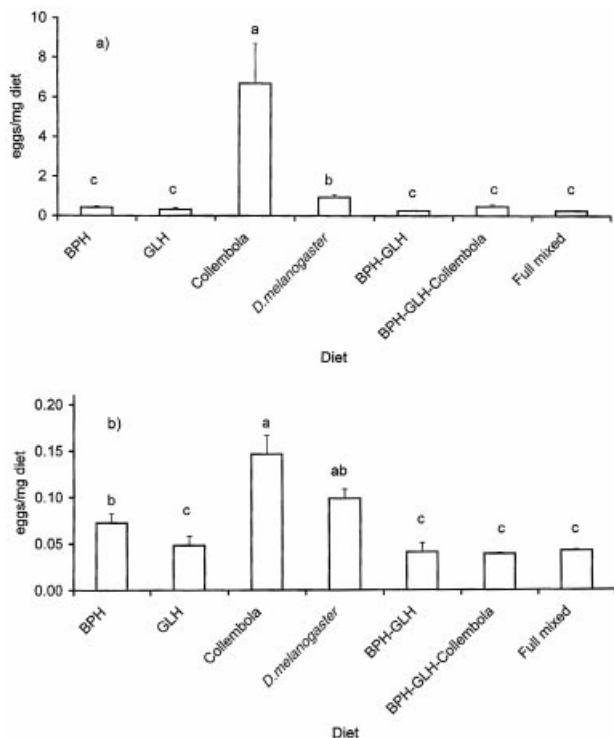 10
a)
a
8
6
4
eggs/mg diet
2
c
c
b
c
c
c
0
BPH
GLH
Collembola
D.melanogaster
BPH-GLH
BPH-GLH-Collembola
Full mixed
Diet
0.20
b)
a
0.15
ab
eggs/mg diet
0.10
b
c
c
c
c
0.05
0.00
BPH
GLH
Collembola
D.melanogaster
BPH-GLH
BPH-GLH-Collembola
Full mixed
Diet